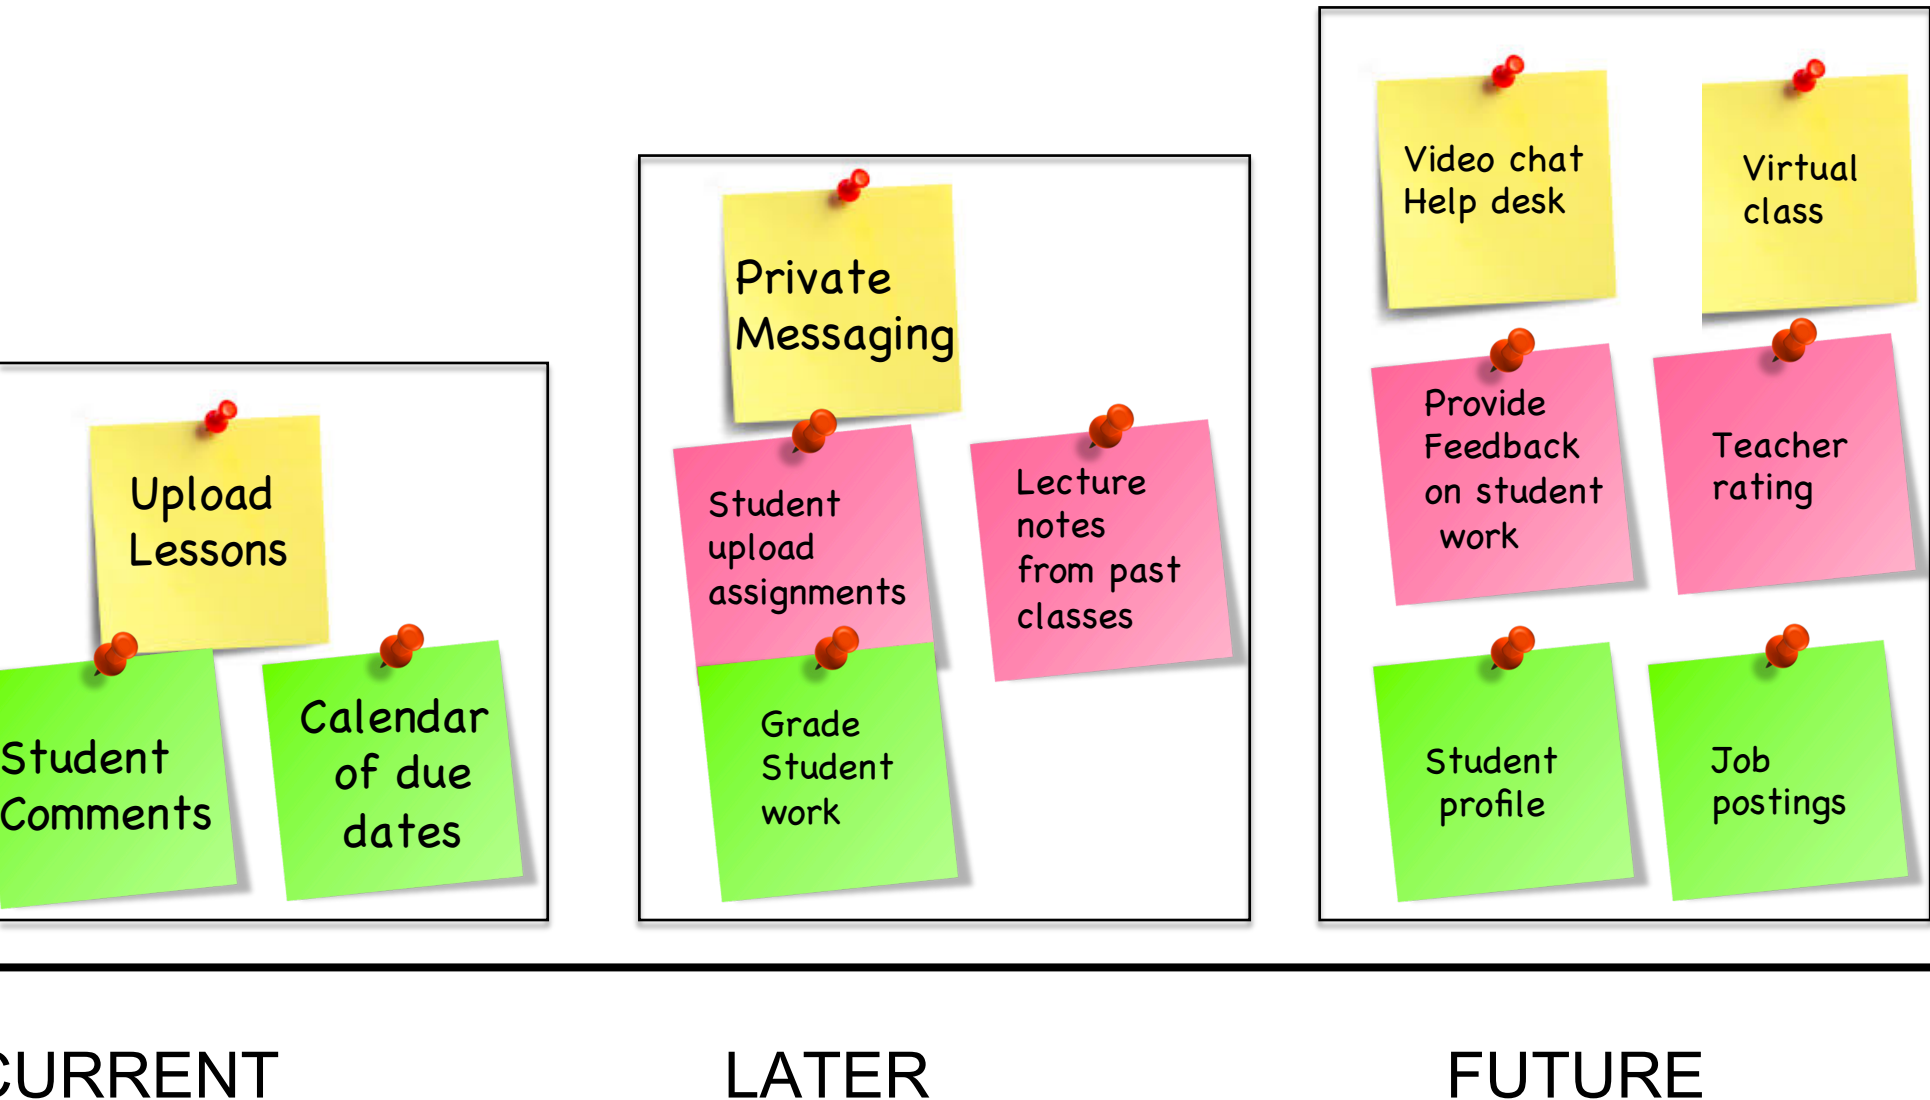 Upload
Lessons
Student
Comments
Calendar
of due
dates
Private
Messaging
Student
upload
assignments
Lecture
notes
from past
classes
Grade
Student
work
Video chat
Help desk
Virtual
class
Provide
Feedback
on student
work
Teacher
rating
Student
profile
Job
postings
CURRENT
LATER
FUTURE